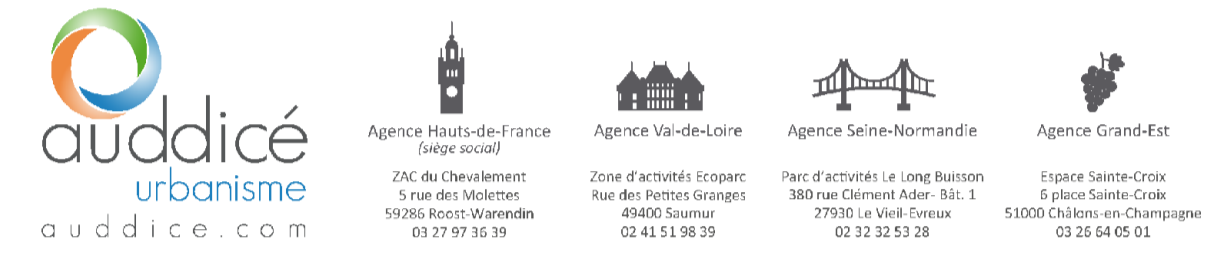 auddicé
urbanisme
auddice.com
Agence Hauts-de-France
(siège social)
ZAC du Chevalement
5 rue des Molettes
59286 Roost-Warendin
03 27 97 36 39
Agence Val-de-Loire
Zone d'activités Ecoparc
Rue des Petites Granges
49400 Saumur
02 41 51 98 39
Agence Seine-Normandie
Parc d'activités Le Long Buisson
380 rue Clément Ader- Bât. 1
27930 Le Vieil-Evreux
02 32 32 53 28
Agence Grand-Est
Espace Sainte-Croix
6 place Sainte-Croix
51000 Châlons-en-Champagne
03 26 64 05 01